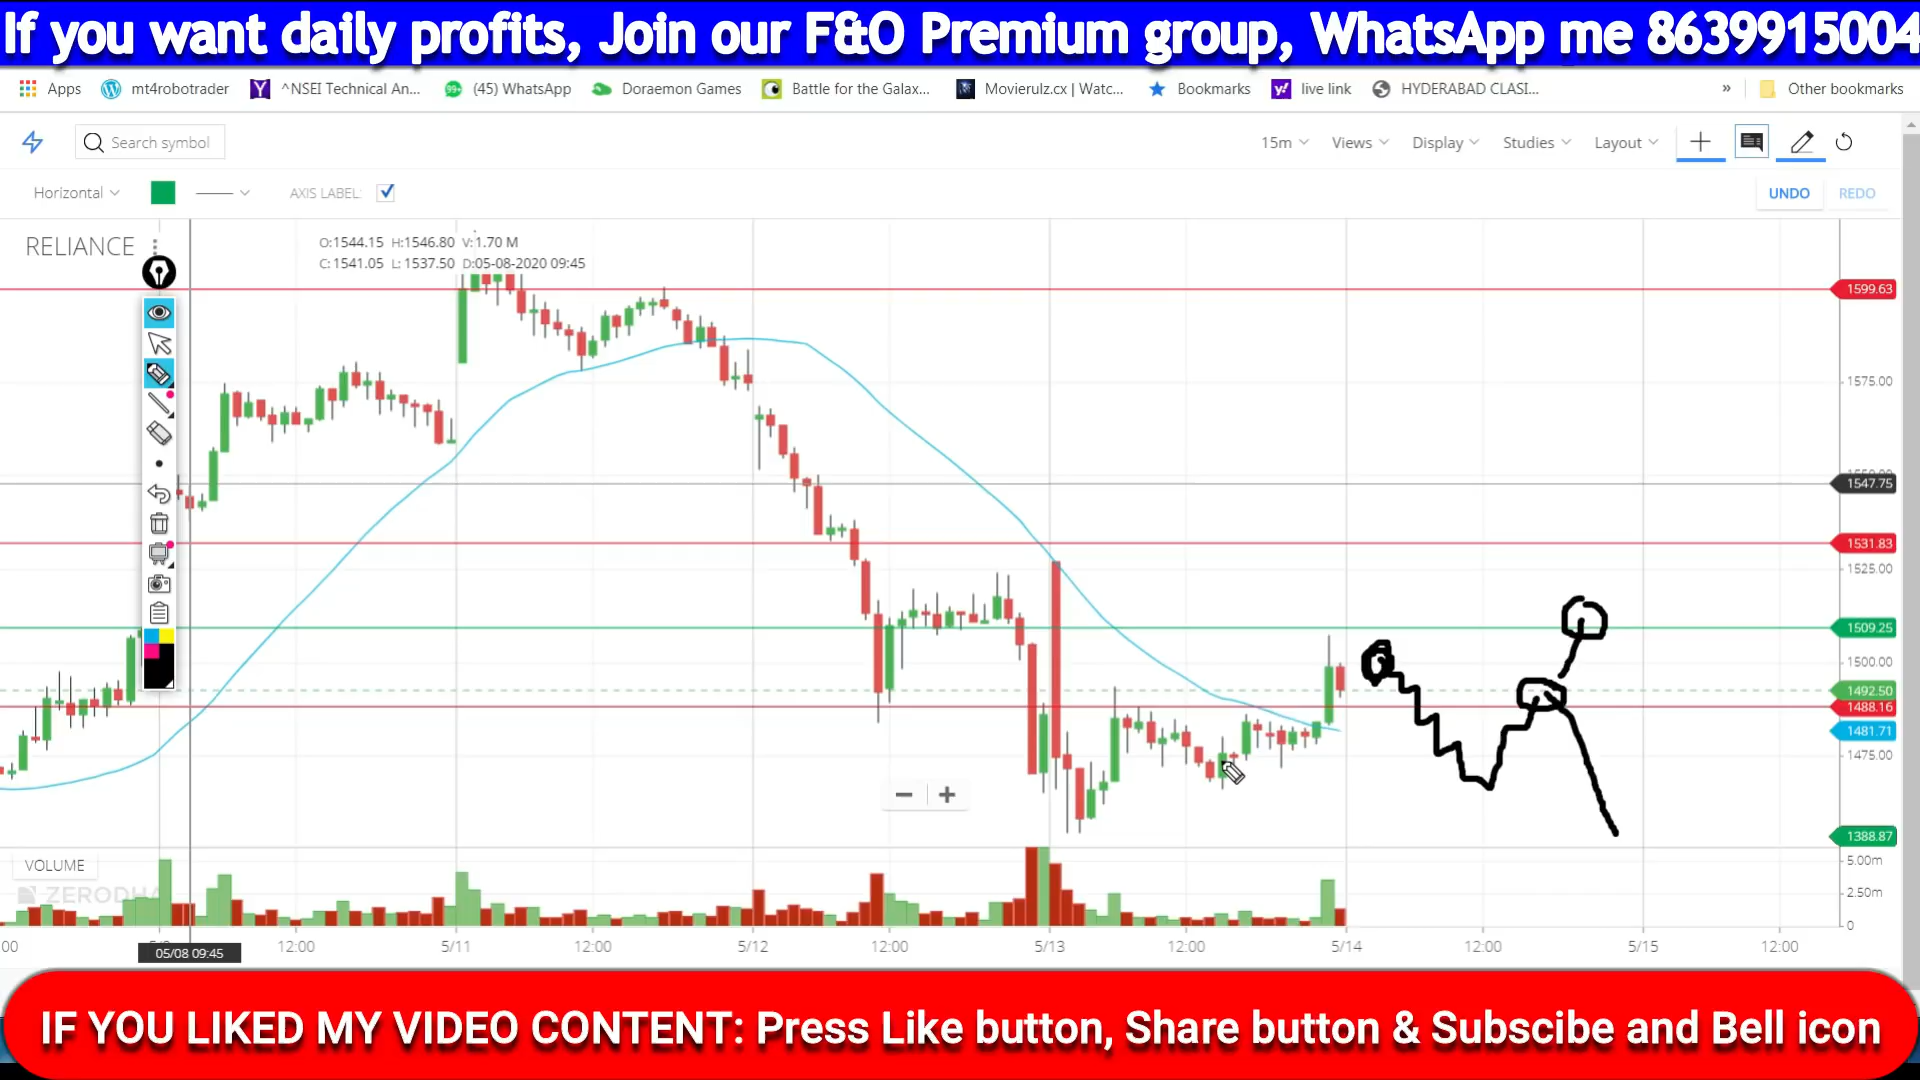 If you want daily profits, Join our F&O Premium group, WhatsApp me 8639915004
Apps mt4robotrader ^NSEI Technical An... (45) WhatsApp Doraemon Games Battle for the Galax... Movierulz.cx | Watc... Bookmarks live link HYDERABAD CLASI... » Other bookmarks
Search symbol 15m Views Display Studies Layout
Horizontal AXIS LABEL: UNDO REDO
RELIANCE
O:1544.15 H:1546.80 V:1.70 M
C:1541.05 L:1537.50 D:05-08-2020 09:45
1599.63
1575.00
1547.75
1531.83
1525.00
1509.25
1500.00
1492.50
1488.16
1481.71
1475.00
1388.87
VOLUME
5.00m
ZERODHA
2.50m
0
:00 12:00 5/11 12:00 5/12 12:00 5/13 12:00 5/14 12:00 5/15 12:00
05/08 09:45
IF YOU LIKED MY VIDEO CONTENT: Press Like button, Share button & Subscibe and Bell icon